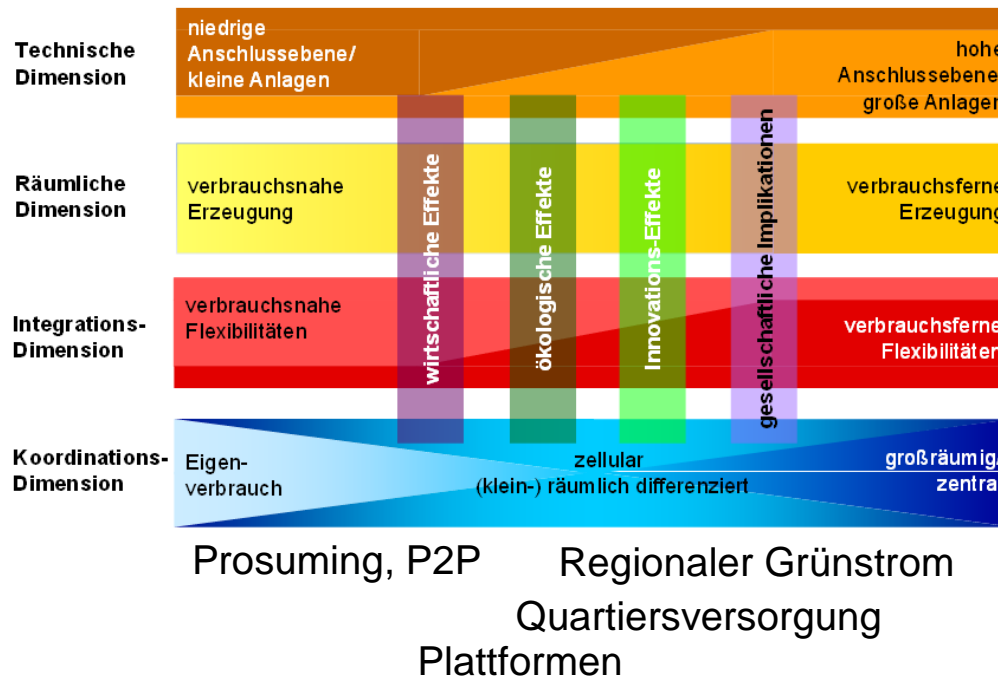 Technische
Dimension
niedrige
Anschlussebene/
kleine Anlagen
hohe
Anschlussebene
große Anlagen
Räumliche
Dimension
verbrauchsnahe
Erzeugung
verbrauchsferne
Erzeugung
Integrations-
Dimension
verbrauchsnahe
Flexibilitäten
verbrauchsferne
Flexibilitäten
Koordinations-
Dimension
Eigen-
verbrauch
zellular
(klein-) räumlich differenziert
großräumig/
zentral
wirtschaftliche Effekte
ökologische Effekte
Innovations-Effekte
gesellschaftliche Implikationen
Prosuming, P2P
Regionaler Grünstrom
Quartiersversorgung
Plattformen